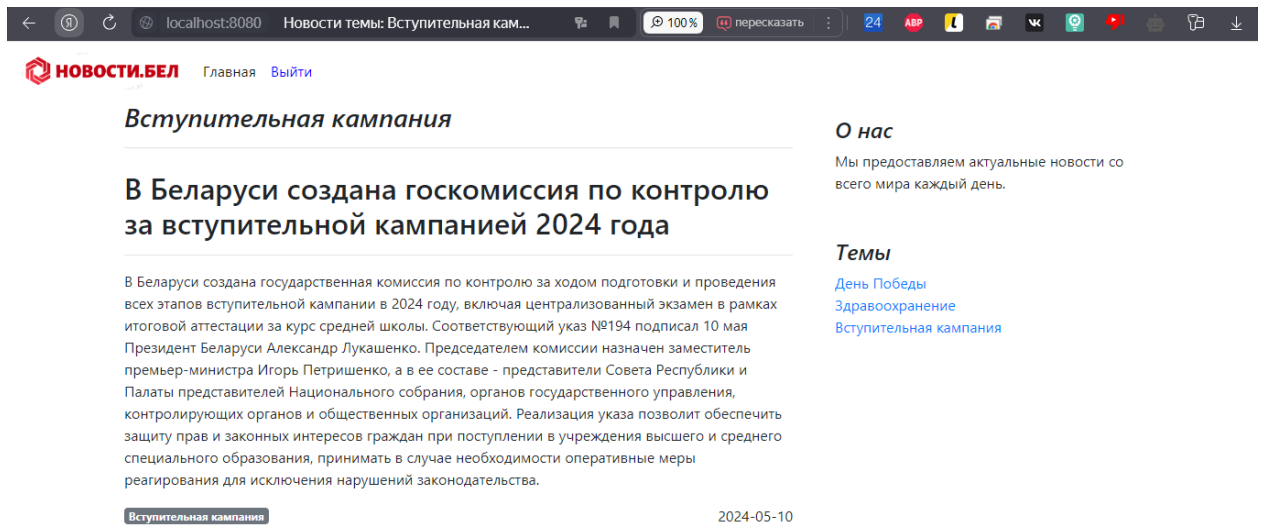 localhost:8080 Новости темы: Вступительная кам... 100% пересказать 24 ABP
НОВОСТИ.БЕЛ Главная Выйти
Вступительная кампания
В Беларуси создана госкомиссия по контролю
за вступительной кампанией 2024 года
В Беларуси создана государственная комиссия по контролю за ходом подготовки и проведения
всех этапов вступительной кампании в 2024 году, включая централизованный экзамен в рамках
итоговой аттестации за курс средней школы. Соответствующий указ №194 подписал 10 мая
Президент Беларуси Александр Лукашенко. Председателем комиссии назначен заместитель
премьер-министра Игорь Петришенко, а в ее составе - представители Совета Республики и
Палаты представителей Национального собрания, органов государственного управления,
контролирующих органов и общественных организаций. Реализация указа позволит обеспечить
защиту прав и законных интересов граждан при поступлении в учреждения высшего и среднего
специального образования, принимать в случае необходимости оперативные меры
реагирования для исключения нарушений законодательства.
Вступительная кампания 2024-05-10
О нас
Мы предоставляем актуальные новости со
всего мира каждый день.
Темы
День Победы
Здравоохранение
Вступительная кампания